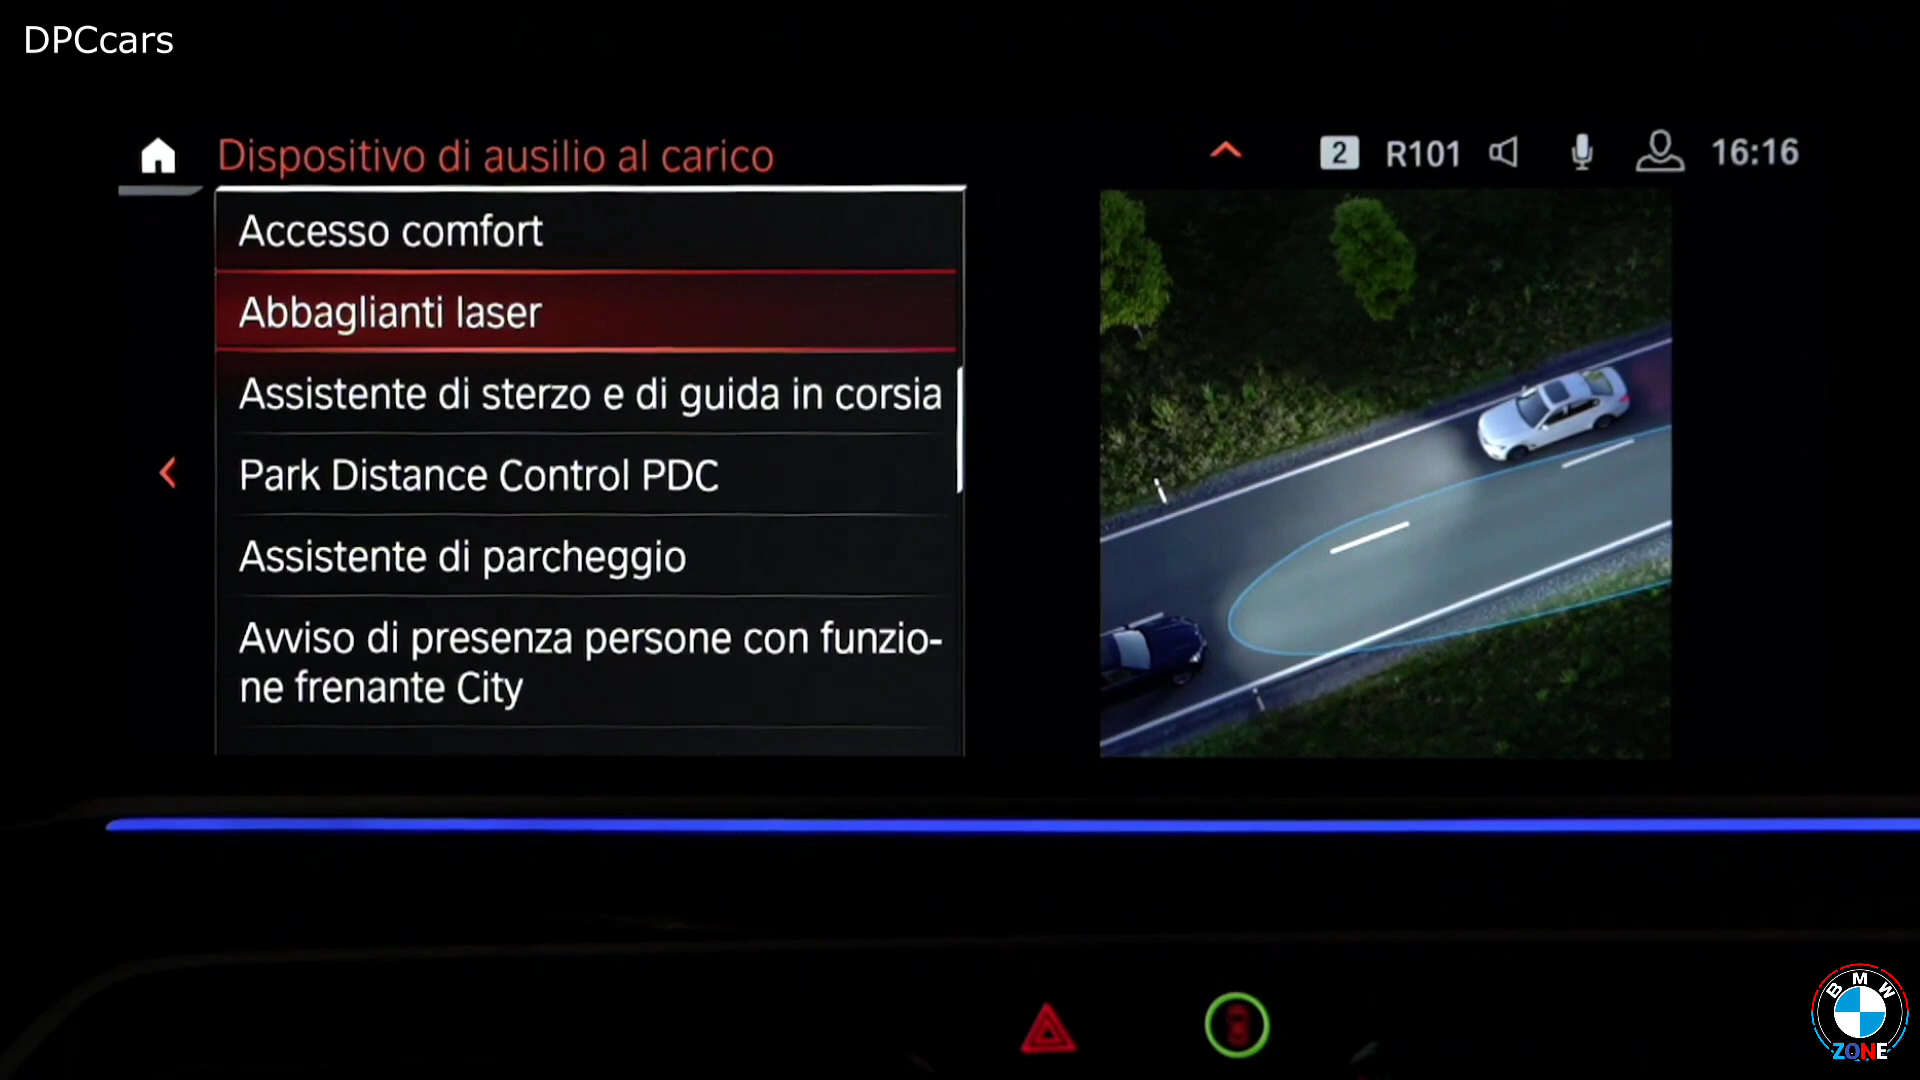 DPCcars
Dispositivo di ausilio al carico
2 R101 16:16
Accesso comfort
Abbaglianti laser
Assistente di sterzo e di guida in corsia
Park Distance Control PDC
Assistente di parcheggio
Avviso di presenza persone con funzio-
ne frenante City
BMW
ZONE